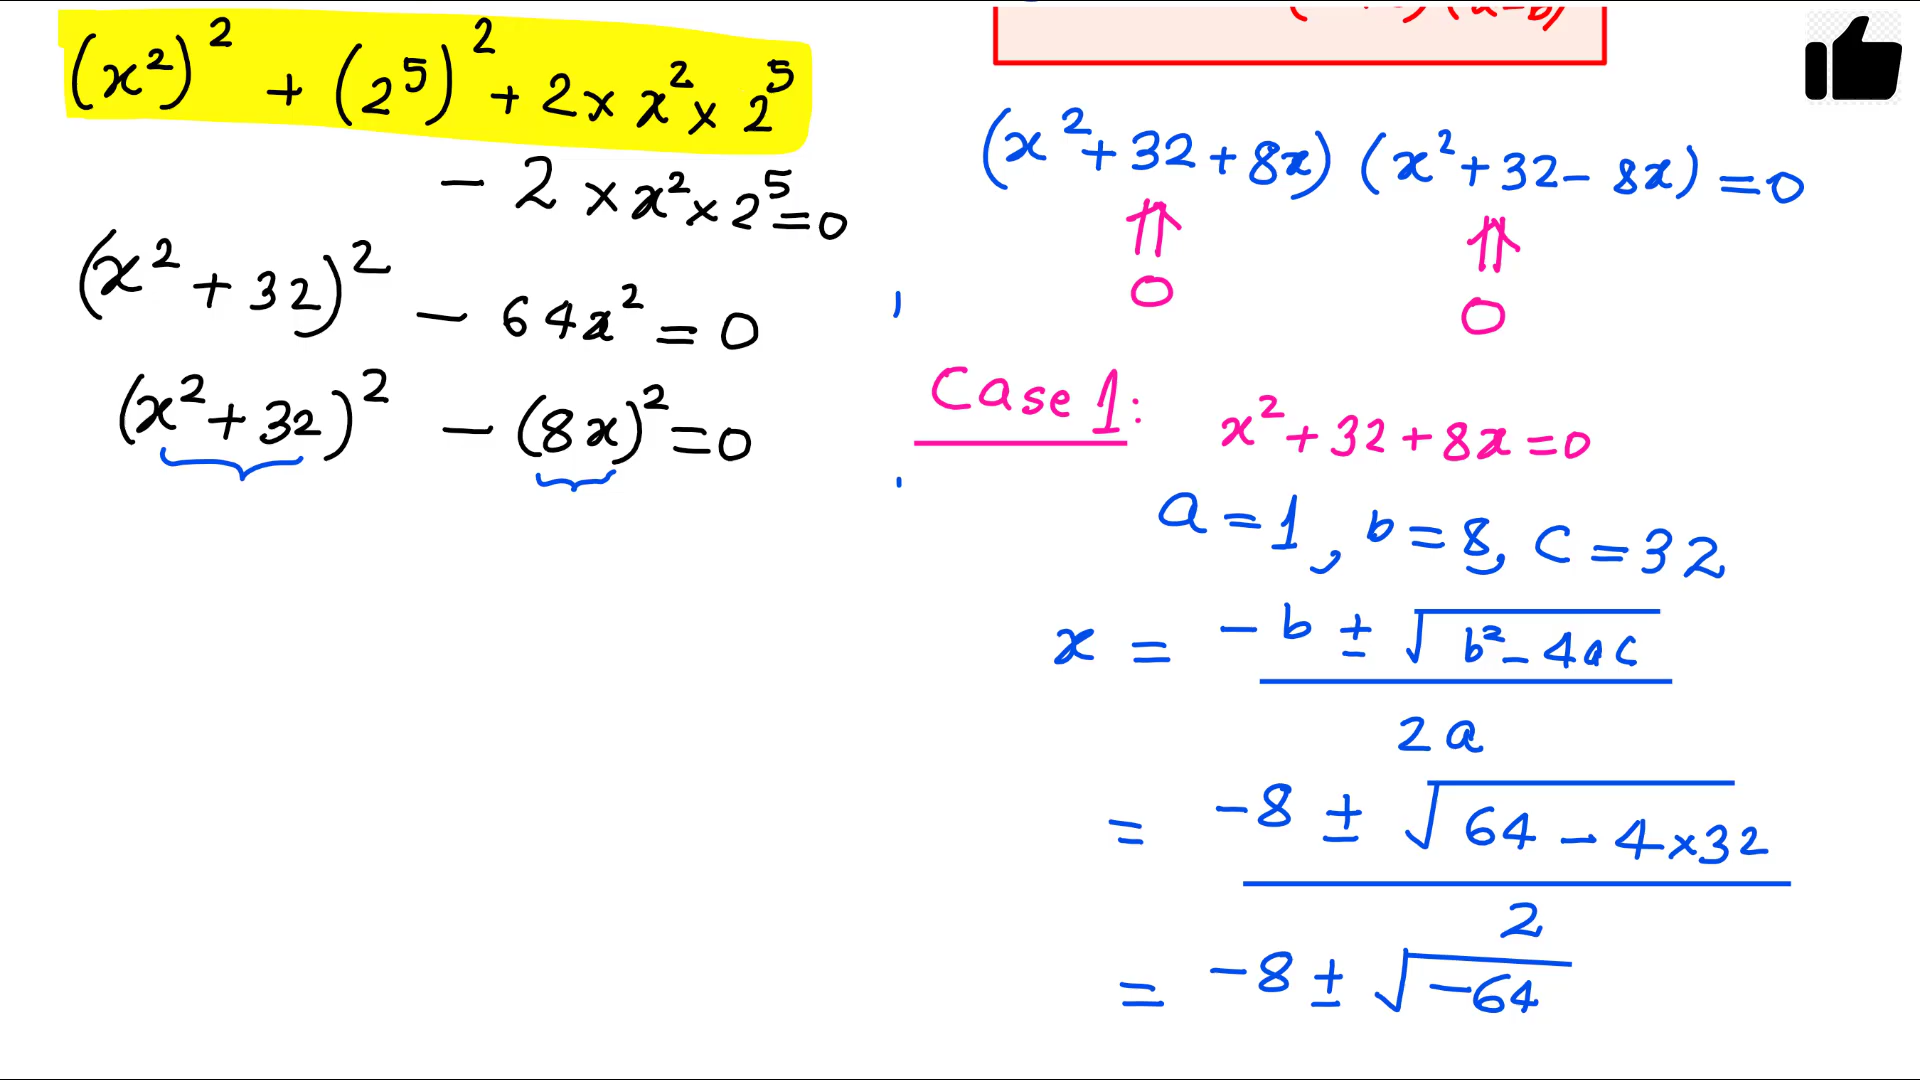 (x²)² + (2⁵)² + 2 × x² × 2⁵
− 2 × x² × 2⁵ = 0
(x² + 32)² − 64x² = 0
(x² + 32)² − (8x)² = 0
(x² + 32 + 8x) (x² + 32 − 8x) = 0
0 0
Case 1: x² + 32 + 8x = 0
a = 1, b = 8, c = 32
x = (−b ± √(b² − 4ac)) / 2a
= (−8 ± √(64 − 4×32)) / 2
= −8 ± √−64